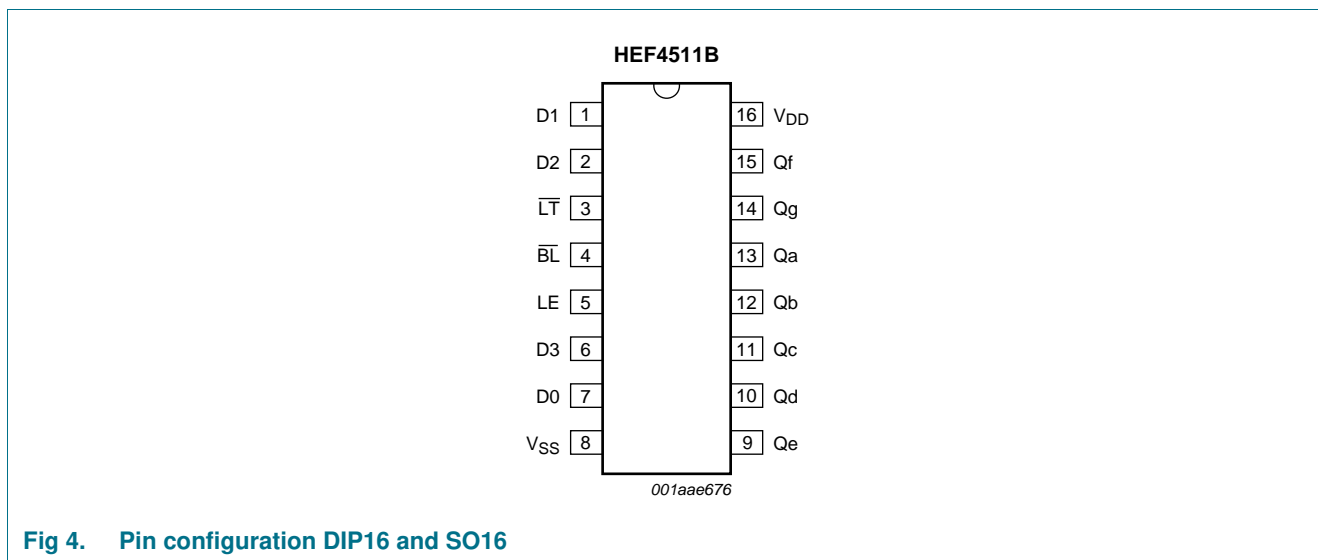 HEF4511B
D1 1 16 VDD
D2 2 15 Qf
L̅T̅ 3 14 Qg
B̅L̅ 4 13 Qa
LE 5 12 Qb
D3 6 11 Qc
D0 7 10 Qd
VSS 8 9 Qe
001aae676
Fig 4. Pin configuration DIP16 and SO16